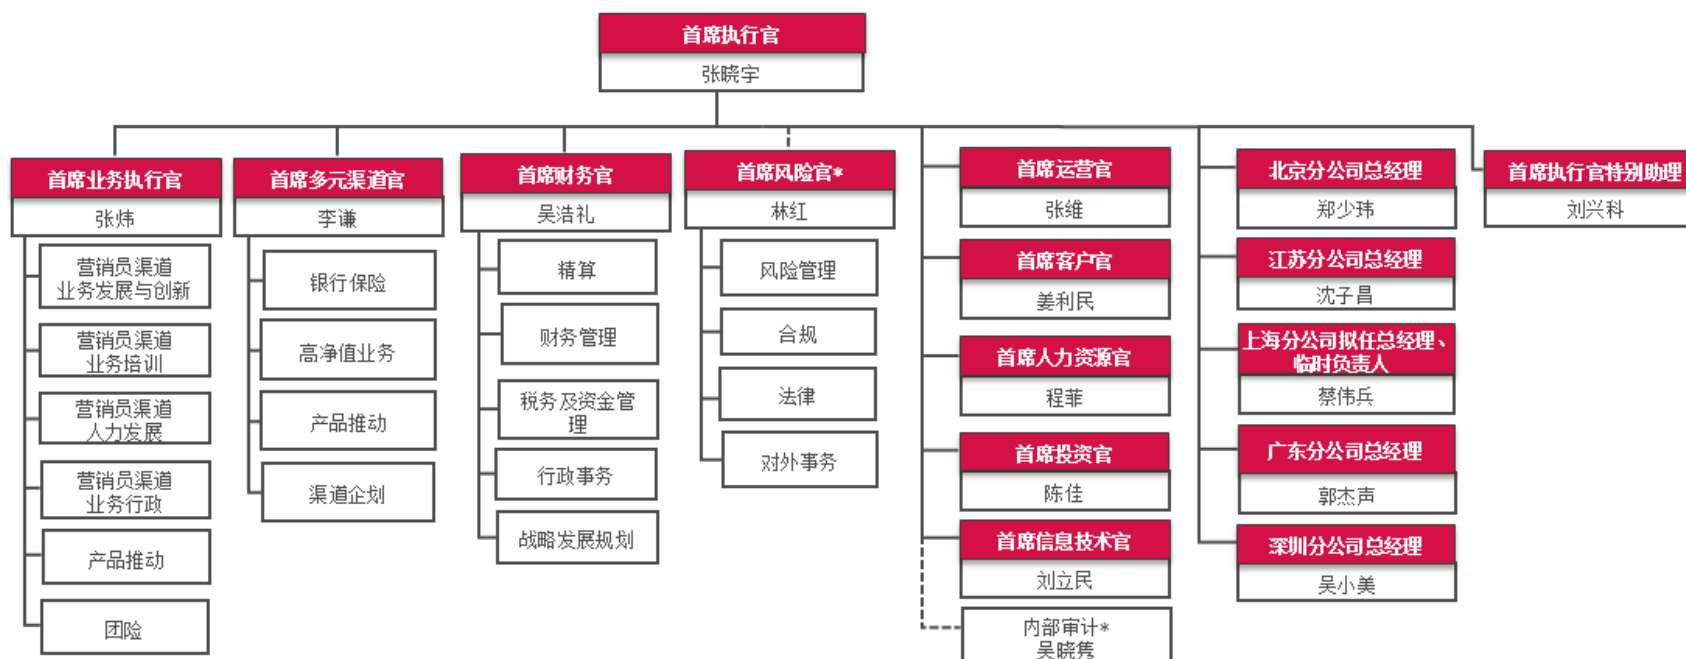 首席执行官
张晓宇
首席业务执行官
张炜
营销员渠道
业务发展与创新
营销员渠道
业务培训
营销员渠道
人力发展
营销员渠道
业务行政
产品推动
团险
首席多元渠道官
李谦
银行保险
高净值业务
产品推动
渠道企划
首席财务官
吴浩礼
精算
财务管理
税务及资金管
理
行政事务
战略发展规划
首席风险官*
林红
风险管理
合规
法律
对外事务
首席运营官
张维
首席客户官
姜利民
首席人力资源官
程菲
首席投资官
陈佳
首席信息技术官
刘立民
内部审计*
吴晓隽
北京分公司总经理
郑少玮
江苏分公司总经理
沈子昌
上海分公司拟任总经理、
临时负责人
蔡伟兵
广东分公司总经理
郭杰声
深圳分公司总经理
吴小美
首席执行官特别助理
刘兴科